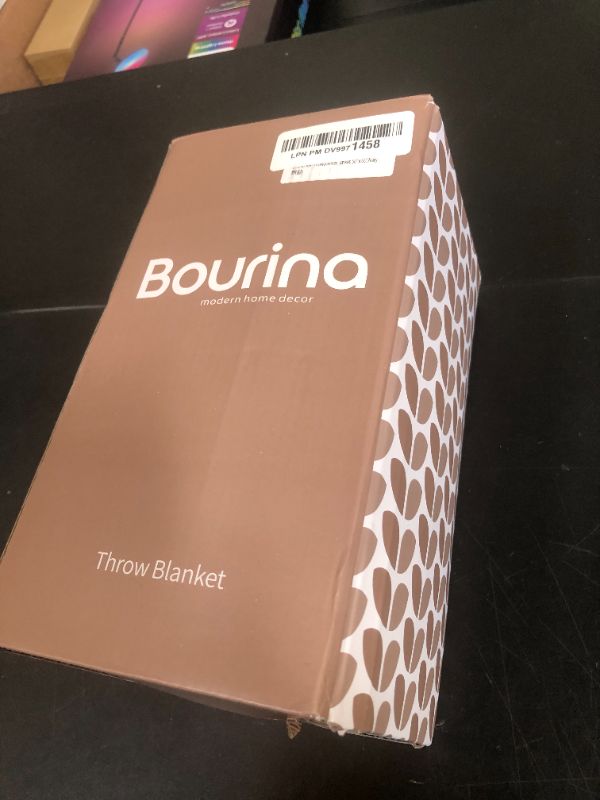 LPN PM DV9971458
Bourina
modern home decor
Throw Blanket